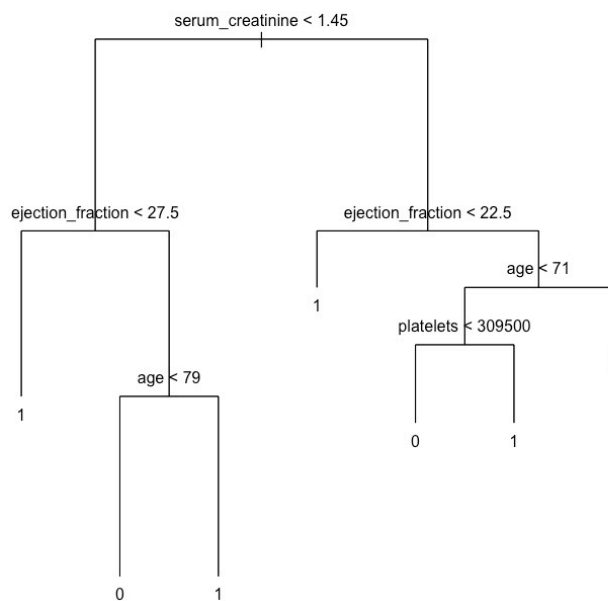 serum_creatinine < 1.45
ejection_fraction < 27.5
ejection_fraction < 22.5
age < 71
1
platelets < 309500
age < 79
1
0
1
0
1